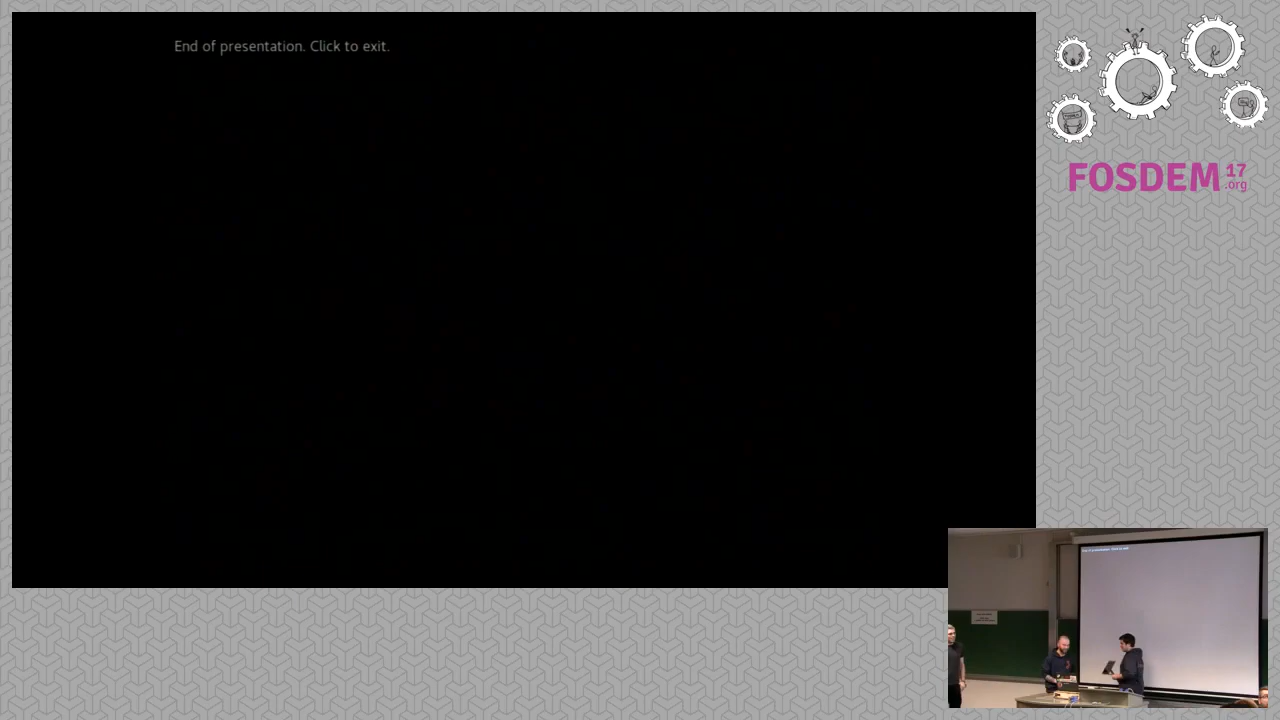 End of presentation. Click to exit.
FOSDEM 17
.org